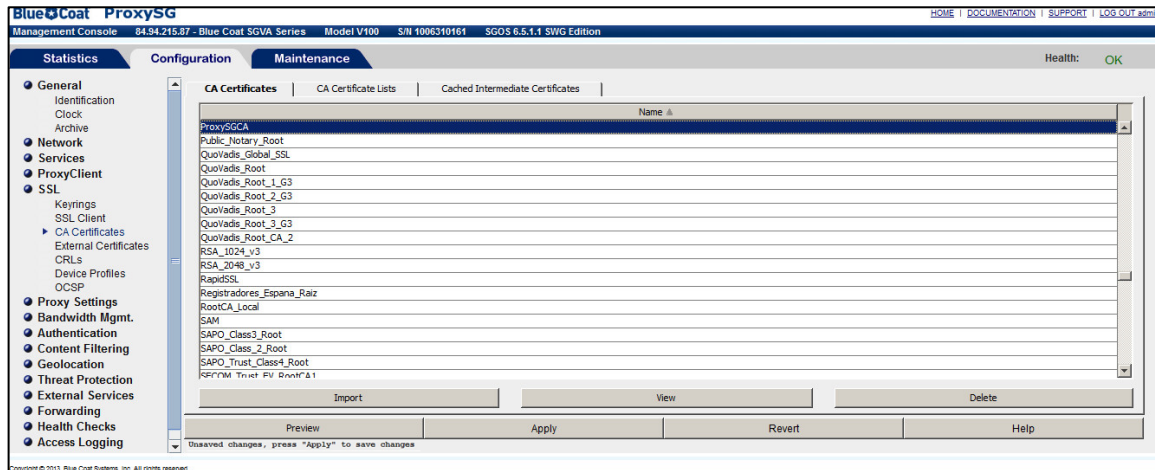 Blue Coat ProxySG
HOME | DOCUMENTATION | SUPPORT | LOG OUT admi
Management Console 84.94.215.87 - Blue Coat SGVA Series Model V100 S/N 1006310161 SGOS 6.5.1.1 SWG Edition
Statistics Configuration Maintenance Health: OK
General
Identification
Clock
Archive
Network
Services
ProxyClient
SSL
Keyrings
SSL Client
CA Certificates
External Certificates
CRLs
Device Profiles
OCSP
Proxy Settings
Bandwidth Mgmt.
Authentication
Content Filtering
Geolocation
Threat Protection
External Services
Forwarding
Health Checks
Access Logging
CA Certificates | CA Certificate Lists | Cached Intermediate Certificates |
Name
ProxySGCA
Public_Notary_Root
QuoVadis_Global_SSL
QuoVadis_Root
QuoVadis_Root_1_G3
QuoVadis_Root_2_G3
QuoVadis_Root_3
QuoVadis_Root_3_G3
QuoVadis_Root_CA_2
RSA_1024_v3
RSA_2048_v3
RapidSSL
Registradores_Espana_Raiz
RootCA_Local
SAM
SAPO_Class3_Root
SAPO_Class_2_Root
SAPO_Trust_Class4_Root
SECOM_Trust_EV_RootCA1
Import View Delete
Preview Apply Revert Help
Unsaved changes, press "Apply" to save changes
Copyright © 2013, Blue Coat Systems, Inc. All rights reserved.